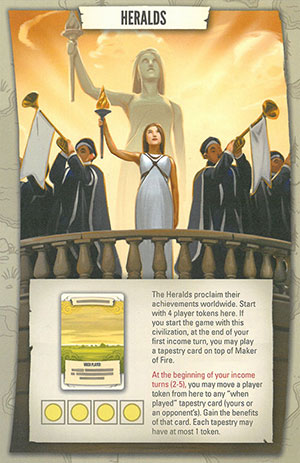 HERALDS
The Heralds proclaim their
achievements worldwide. Start
with 4 player tokens here. If
you start the game with this
civilization, at the end of your
first income turn, you may play
a tapestry card on top of Maker
of Fire.
At the beginning of your income
turns (2-5), you may move a player
token from here to any "when
played" tapestry card (yours or
an opponent's). Gain the benefits
of that card. Each tapestry may
have at most 1 token.
WHEN PLAYED